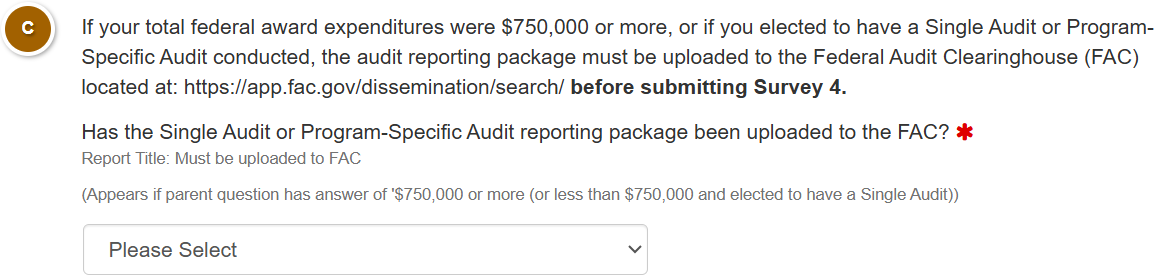 C
If your total federal award expenditures were $750,000 or more, or if you elected to have a Single Audit or Program-
Specific Audit conducted, the audit reporting package must be uploaded to the Federal Audit Clearinghouse (FAC)
located at: https://app.fac.gov/dissemination/search/ before submitting Survey 4.
Has the Single Audit or Program-Specific Audit reporting package been uploaded to the FAC? *
Report Title: Must be uploaded to FAC
(Appears if parent question has answer of '$750,000 or more (or less than $750,000 and elected to have a Single Audit))
Please Select